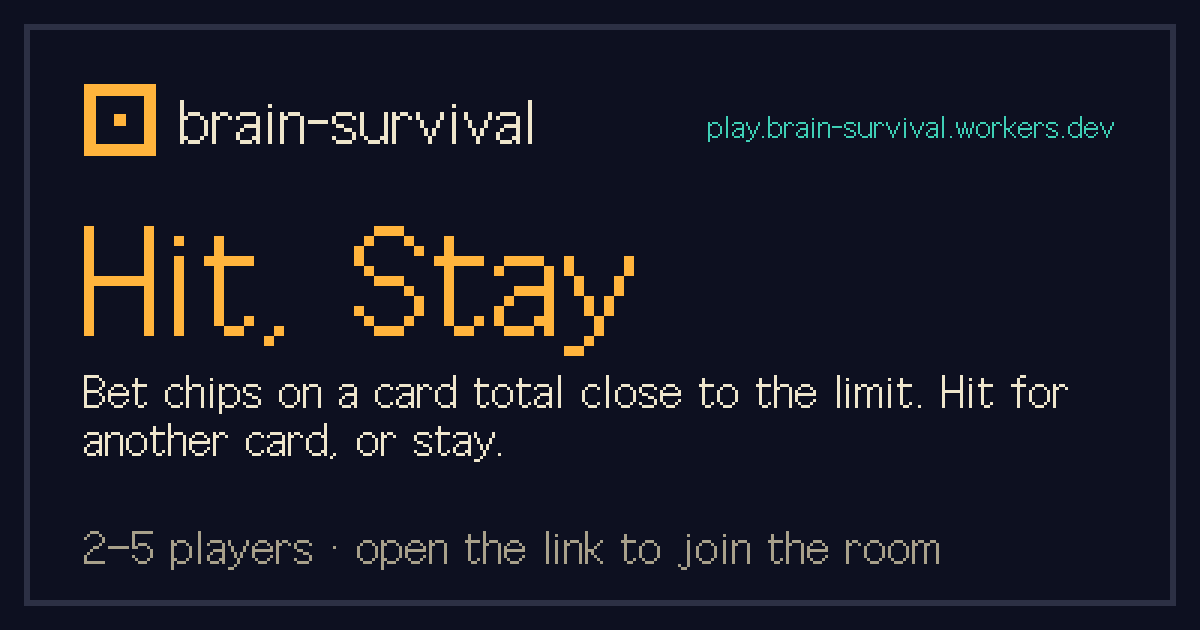 brain-survival
play.brain-survival.workers.dev
Hit, Stay
Bet chips on a card total close to the limit. Hit for
another card, or stay.
2–5 players · open the link to join the room